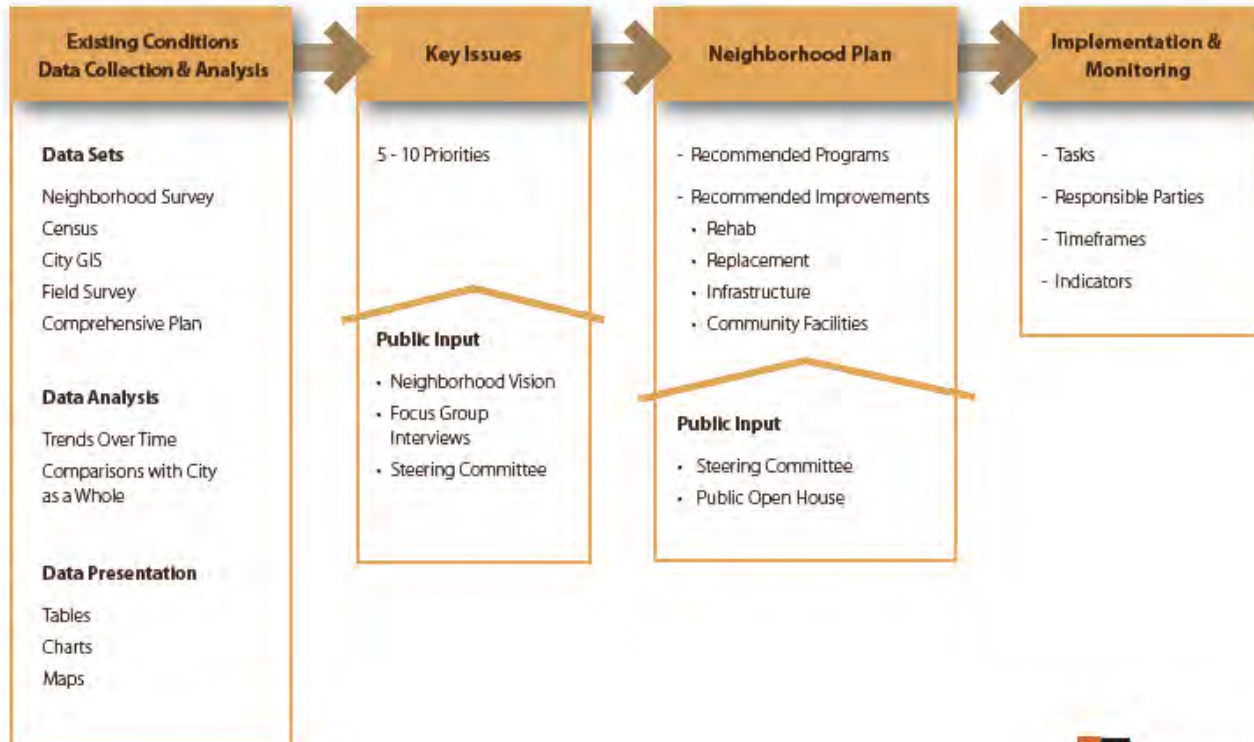 Existing Conditions
Data Collection & Analysis
Data Sets
Neighborhood Survey
Census
City GIS
Field Survey
Comprehensive Plan
Data Analysis
Trends Over Time
Comparisons with City
as a Whole
Data Presentation
Tables
Charts
Maps
Key Issues
5 - 10 Priorities
Public Input
• Neighborhood Vision
• Focus Group
Interviews
• Steering Committee
Neighborhood Plan
- Recommended Programs
- Recommended Improvements
• Rehab
• Replacement
• Infrastructure
• Community Facilities
Public Input
• Steering Committee
• Public Open House
Implementation &
Monitoring
- Tasks
- Responsible Parties
- Timeframes
- Indicators